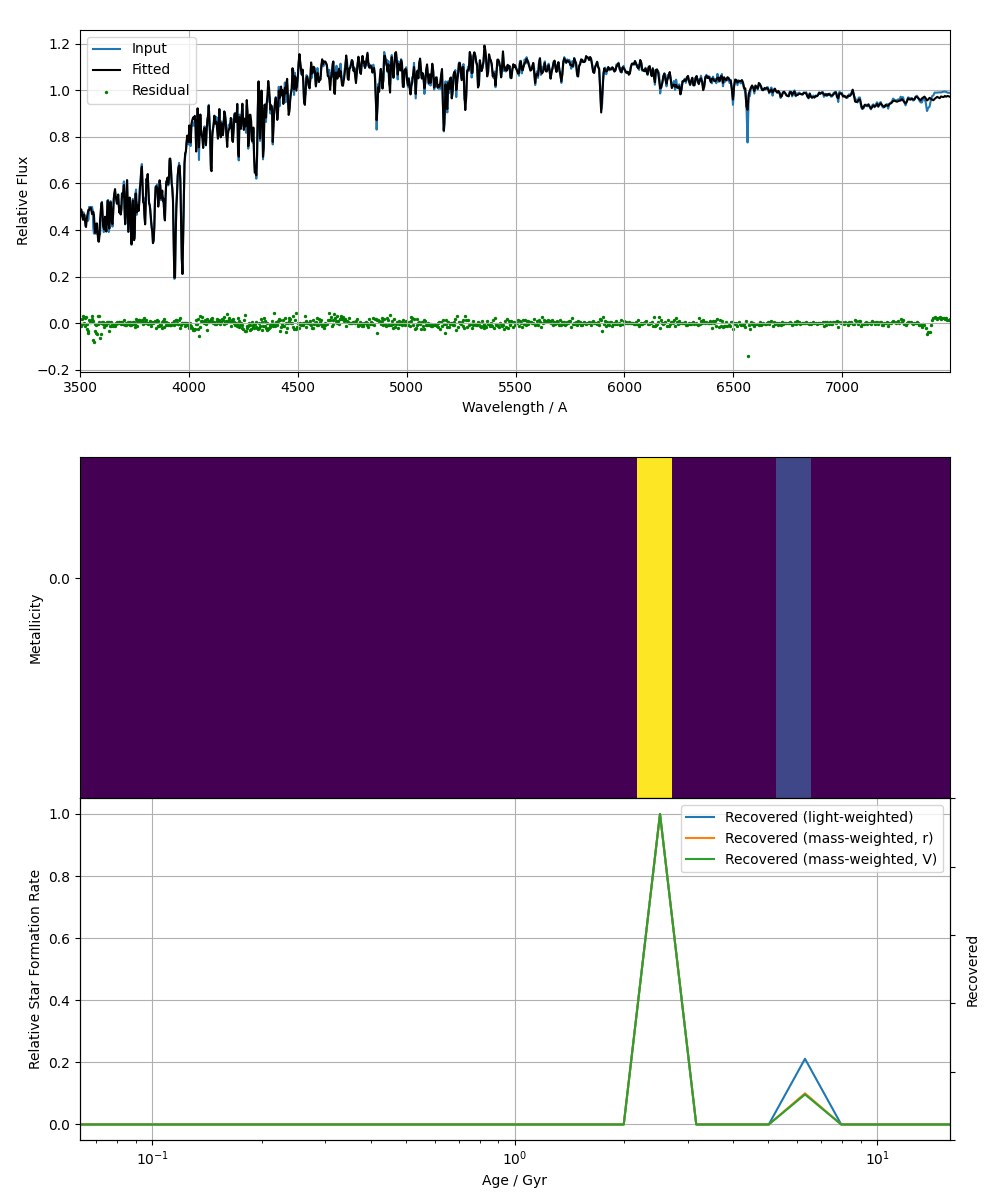 1.2
1.0
0.8
0.6
0.4
0.2
0.0
−0.2
Relative Flux
Input
Fitted
Residual
3500 4000 4500 5000 5500 6000 6500 7000
Wavelength / A
0.0
Metallicity
1.0
0.8
0.6
0.4
0.2
0.0
Relative Star Formation Rate
Recovered (light-weighted)
Recovered (mass-weighted, r)
Recovered (mass-weighted, V)
Recovered
10⁻¹ 10⁰ 10¹
Age / Gyr